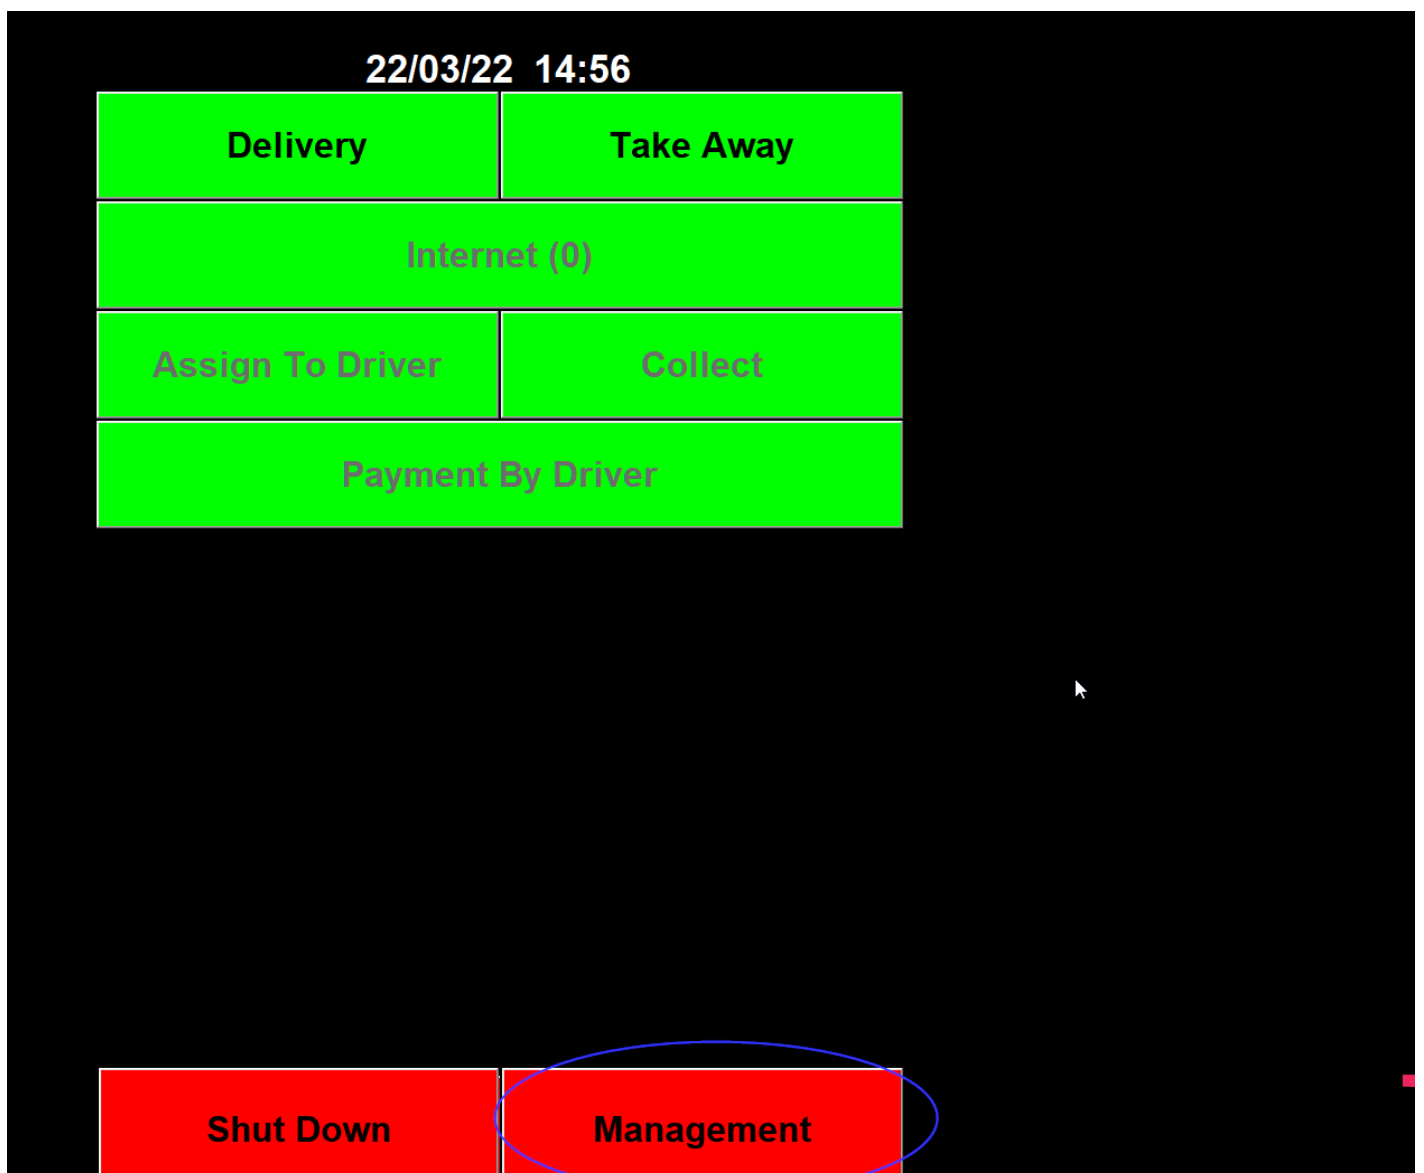 22/03/22 14:56
Delivery
Take Away
Internet (0)
Assign To Driver
Collect
Payment By Driver
Shut Down
Management